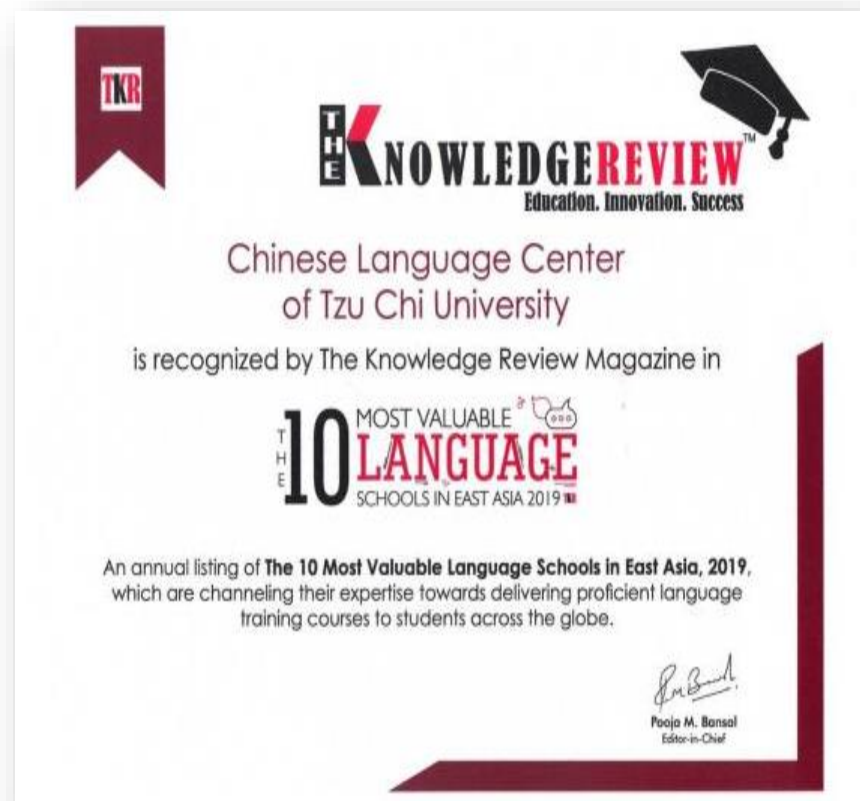 TKR
THE KNOWLEDGEREVIEW™
Education. Innovation. Success
Chinese Language Center
of Tzu Chi University
is recognized by The Knowledge Review Magazine in
THE 10 MOST VALUABLE
LANGUAGE
SCHOOLS IN EAST ASIA 2019
An annual listing of The 10 Most Valuable Language Schools in East Asia, 2019,
which are channeling their expertise towards delivering proficient language
training courses to students across the globe.
Pooja M. Bansal
Editor-in-Chief